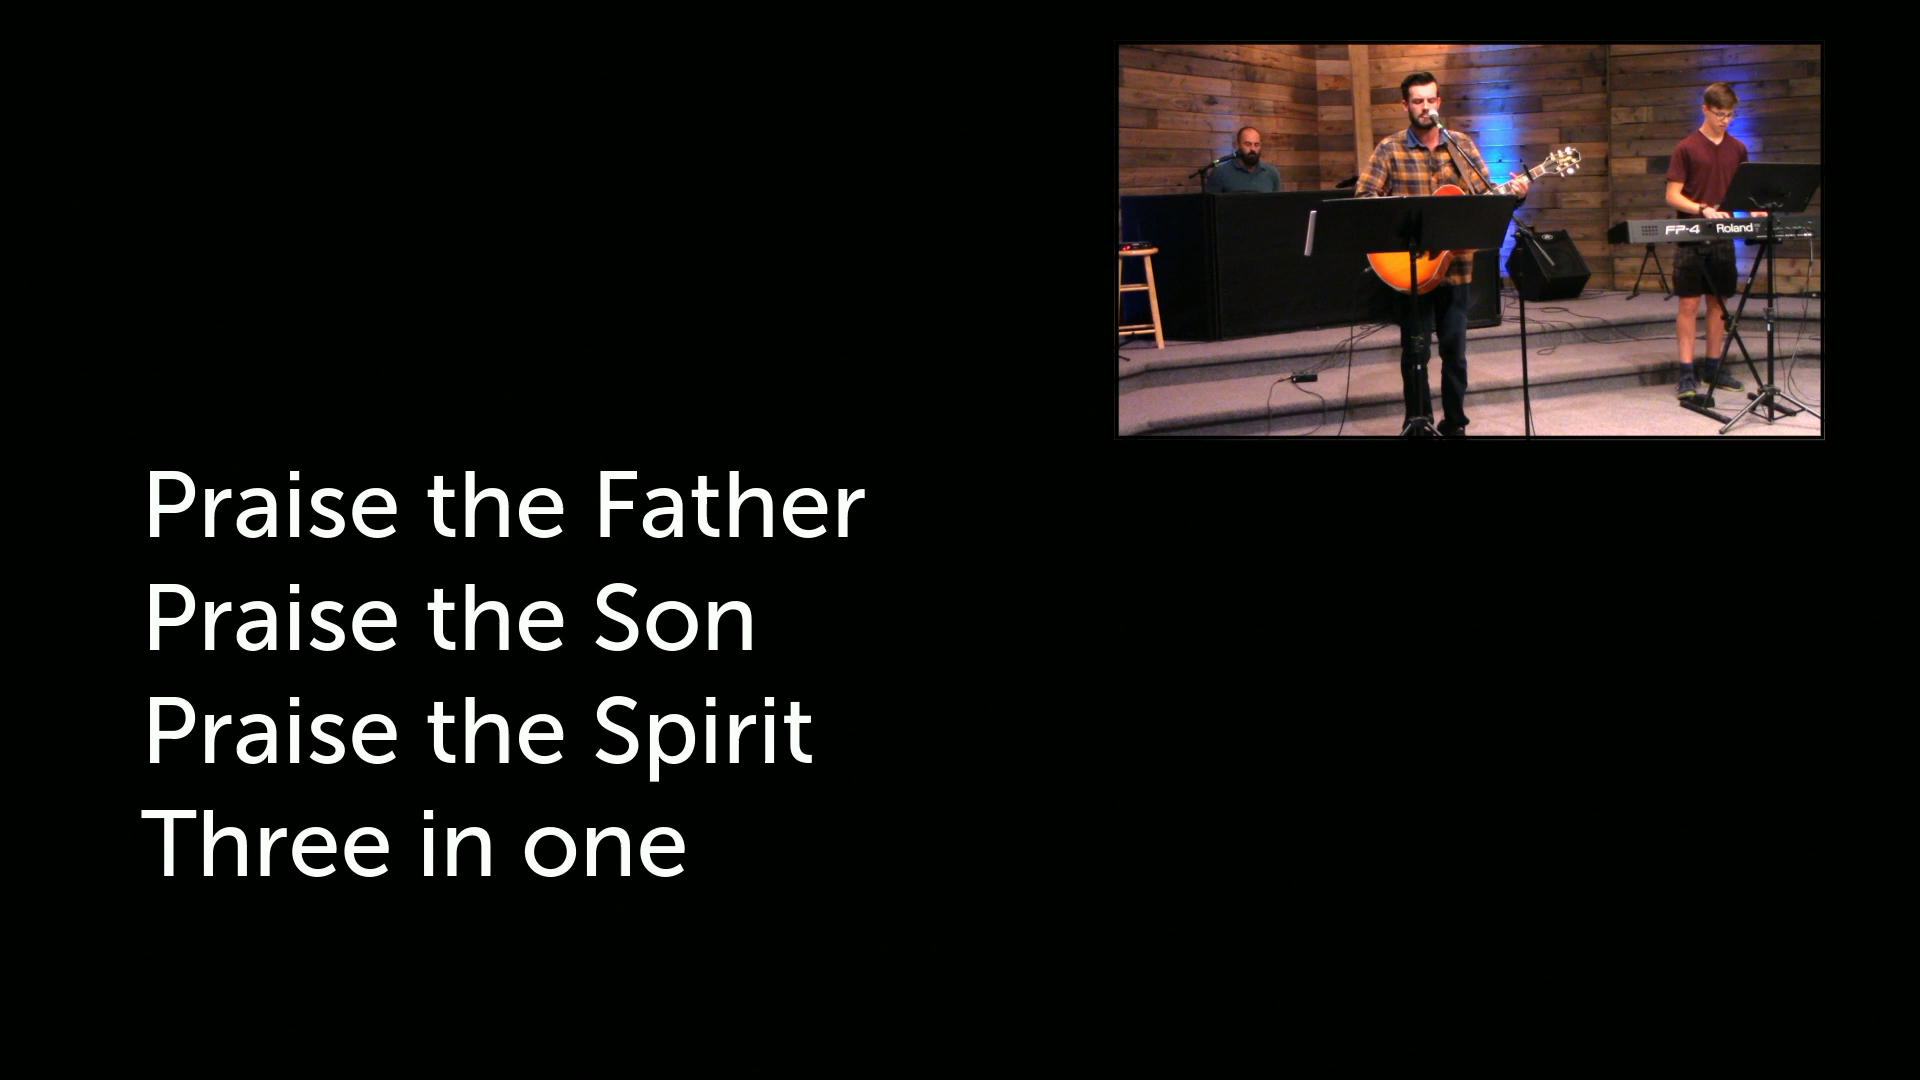 FP-4 Roland
Praise the Father
Praise the Son
Praise the Spirit
Three in one